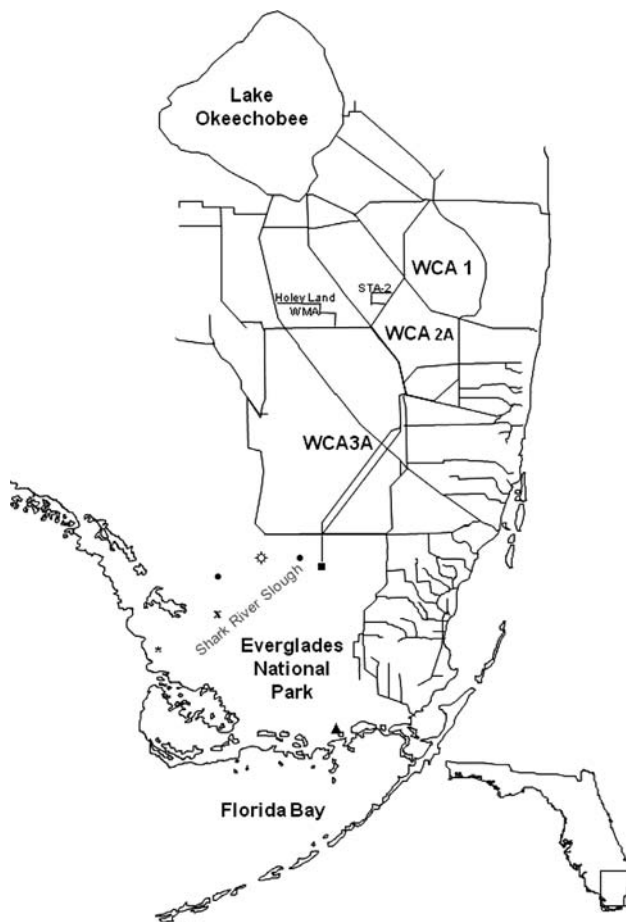 Lake
Okeechobee
WCA 1
STA-2
Holey Land
WMA
WCA 2A
WCA3A
x
Shark River Slough
*
Everglades
National
Park
Florida Bay